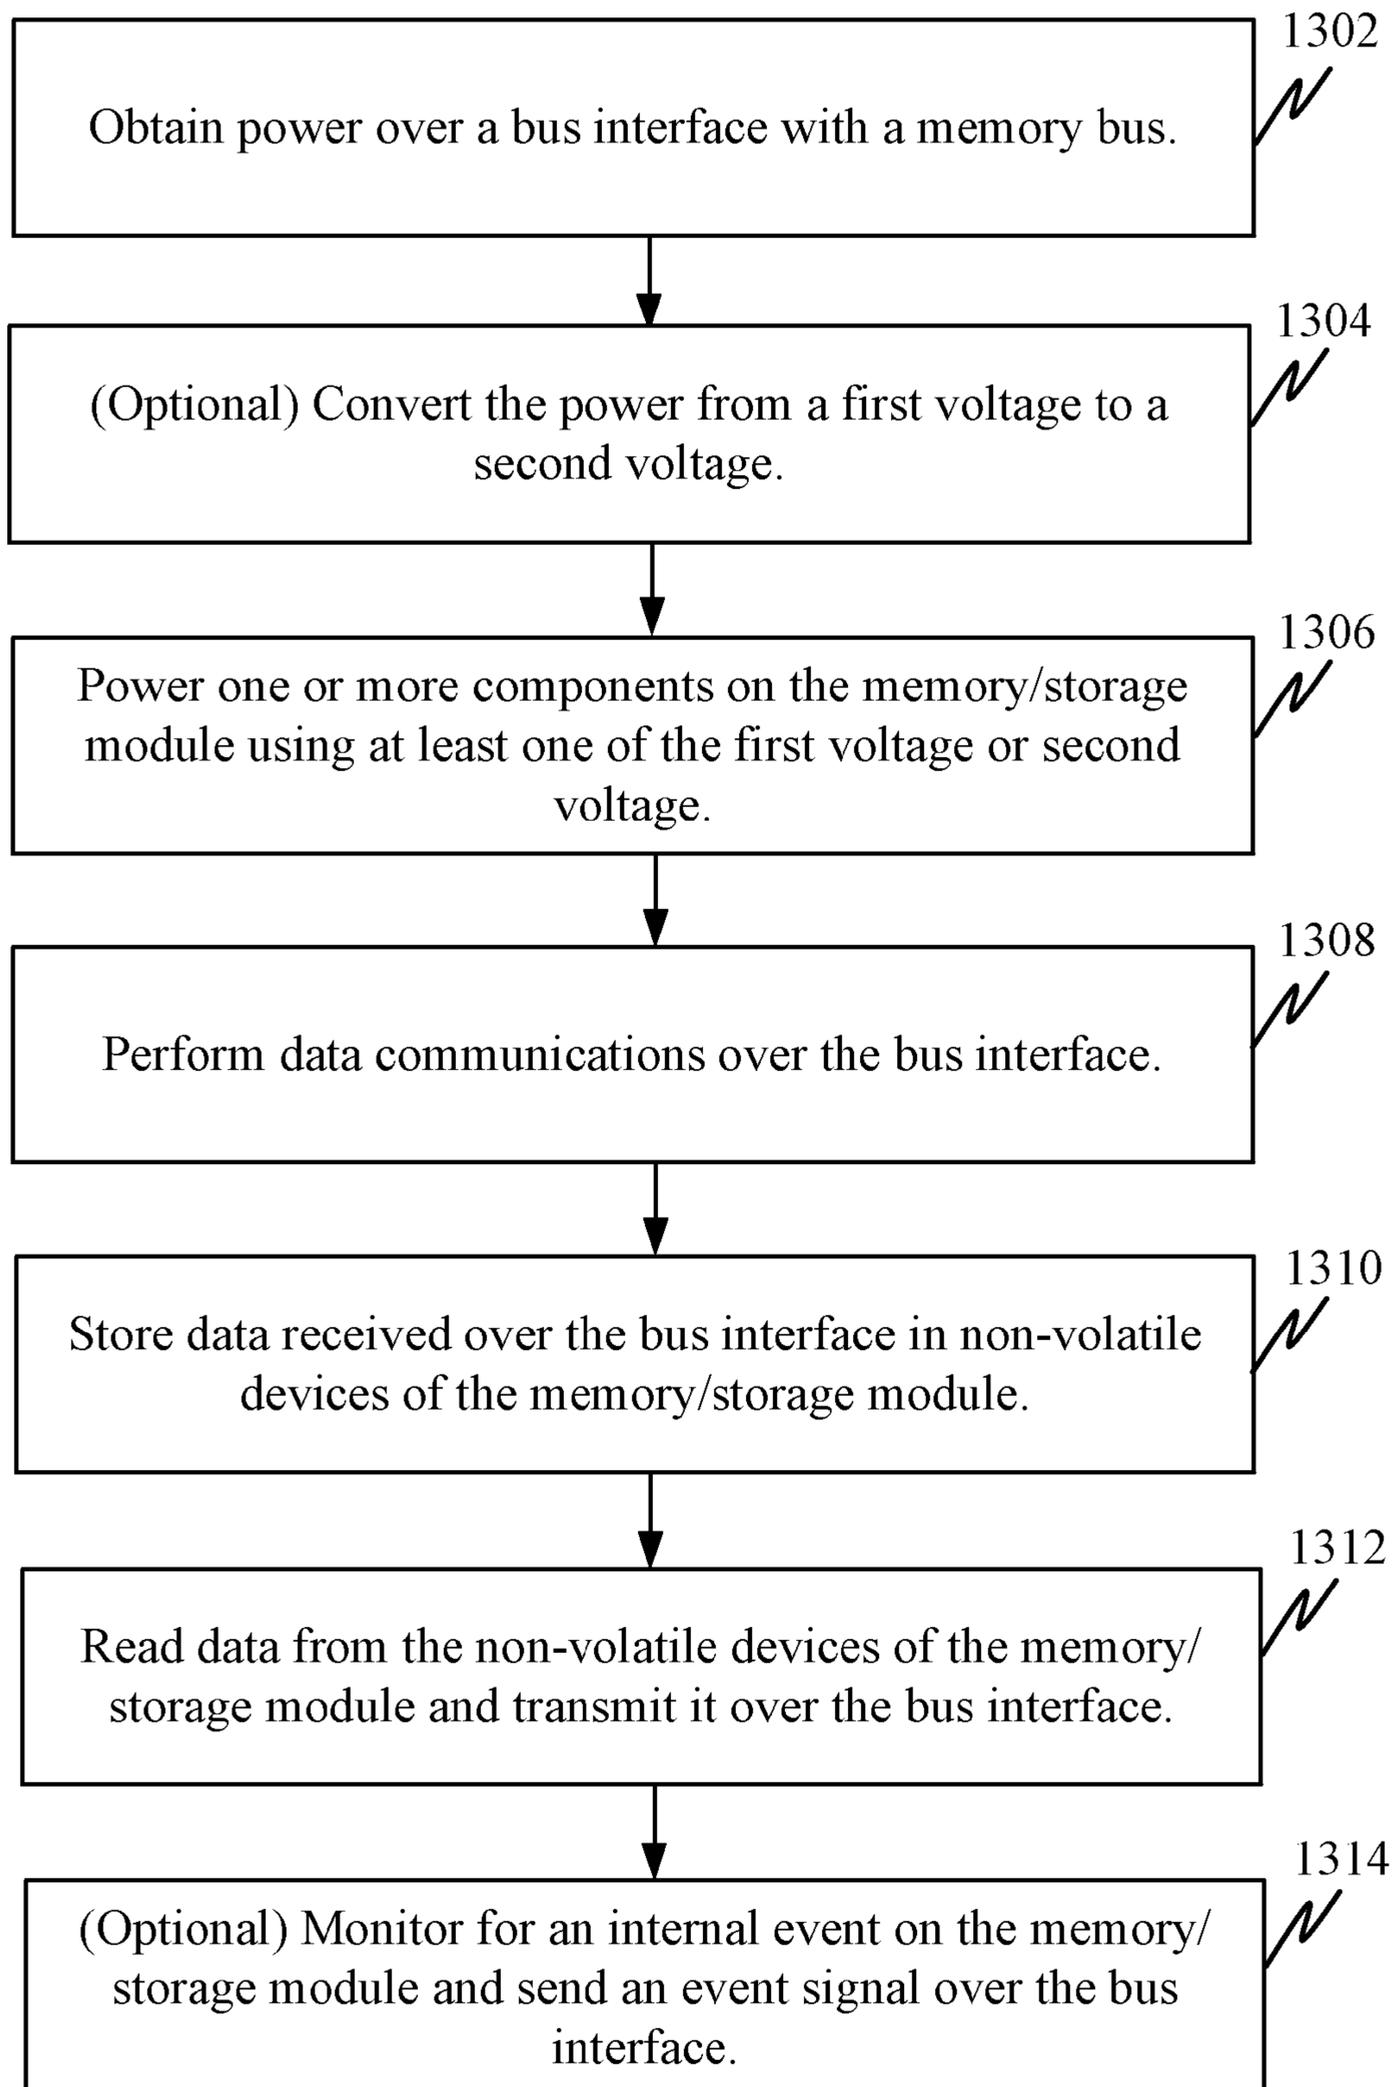 1302
Obtain power over a bus interface with a memory bus.
1304
(Optional) Convert the power from a first voltage to a
second voltage.
1306
Power one or more components on the memory/storage
module using at least one of the first voltage or second
voltage.
1308
Perform data communications over the bus interface.
1310
Store data received over the bus interface in non-volatile
devices of the memory/storage module.
1312
Read data from the non-volatile devices of the memory/
storage module and transmit it over the bus interface.
1314
(Optional) Monitor for an internal event on the memory/
storage module and send an event signal over the bus
interface.